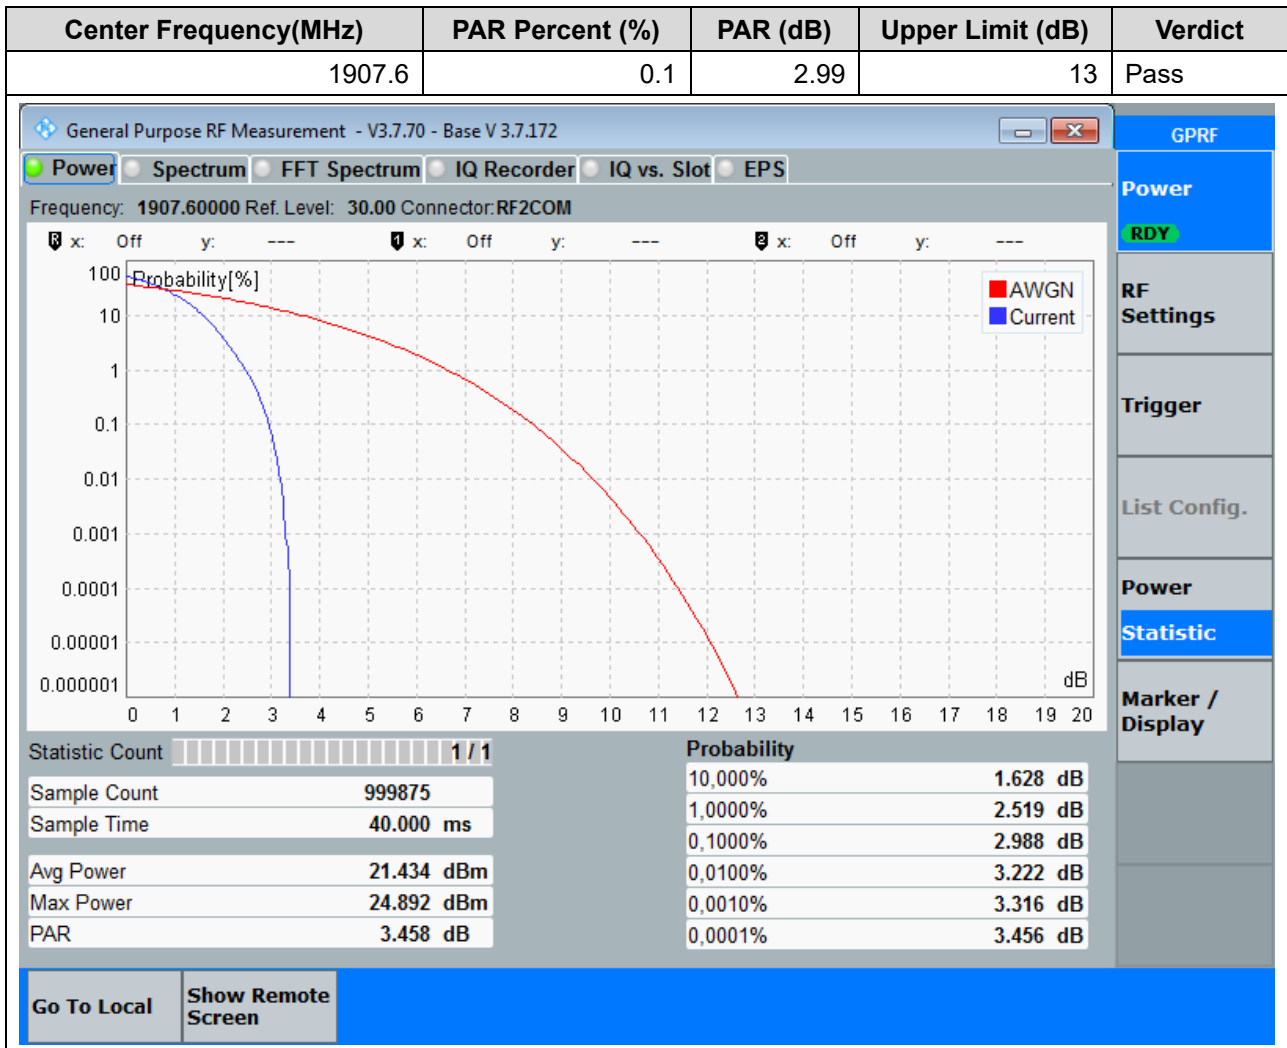 Center Frequency(MHz) PAR Percent (%) PAR (dB) Upper Limit (dB) Verdict
1907.6 0.1 2.99 13 Pass
General Purpose RF Measurement - V3.7.70 - Base V 3.7.172
GPRF
Power Spectrum FFT Spectrum IQ Recorder IQ vs. Slot EPS
Frequency: 1907.60000 Ref. Level: 30.00 Connector: RF2COM
R x: Off y: --- 1 x: Off y: --- 2 x: Off y: ---
Probability[%]
AWGN
Current
100
10
1
0.1
0.01
0.001
0.0001
0.00001
0.000001
dB
0 1 2 3 4 5 6 7 8 9 10 11 12 13 14 15 16 17 18 19 20
Statistic Count 1 / 1
Sample Count 999875
Sample Time 40.000 ms
Avg Power 21.434 dBm
Max Power 24.892 dBm
PAR 3.458 dB
Probability
10,000% 1.628 dB
1,0000% 2.519 dB
0,1000% 2.988 dB
0,0100% 3.222 dB
0,0010% 3.316 dB
0,0001% 3.456 dB
Power
RDY
RF
Settings
Trigger
List Config.
Power
Statistic
Marker /
Display
Go To Local
Show Remote
Screen